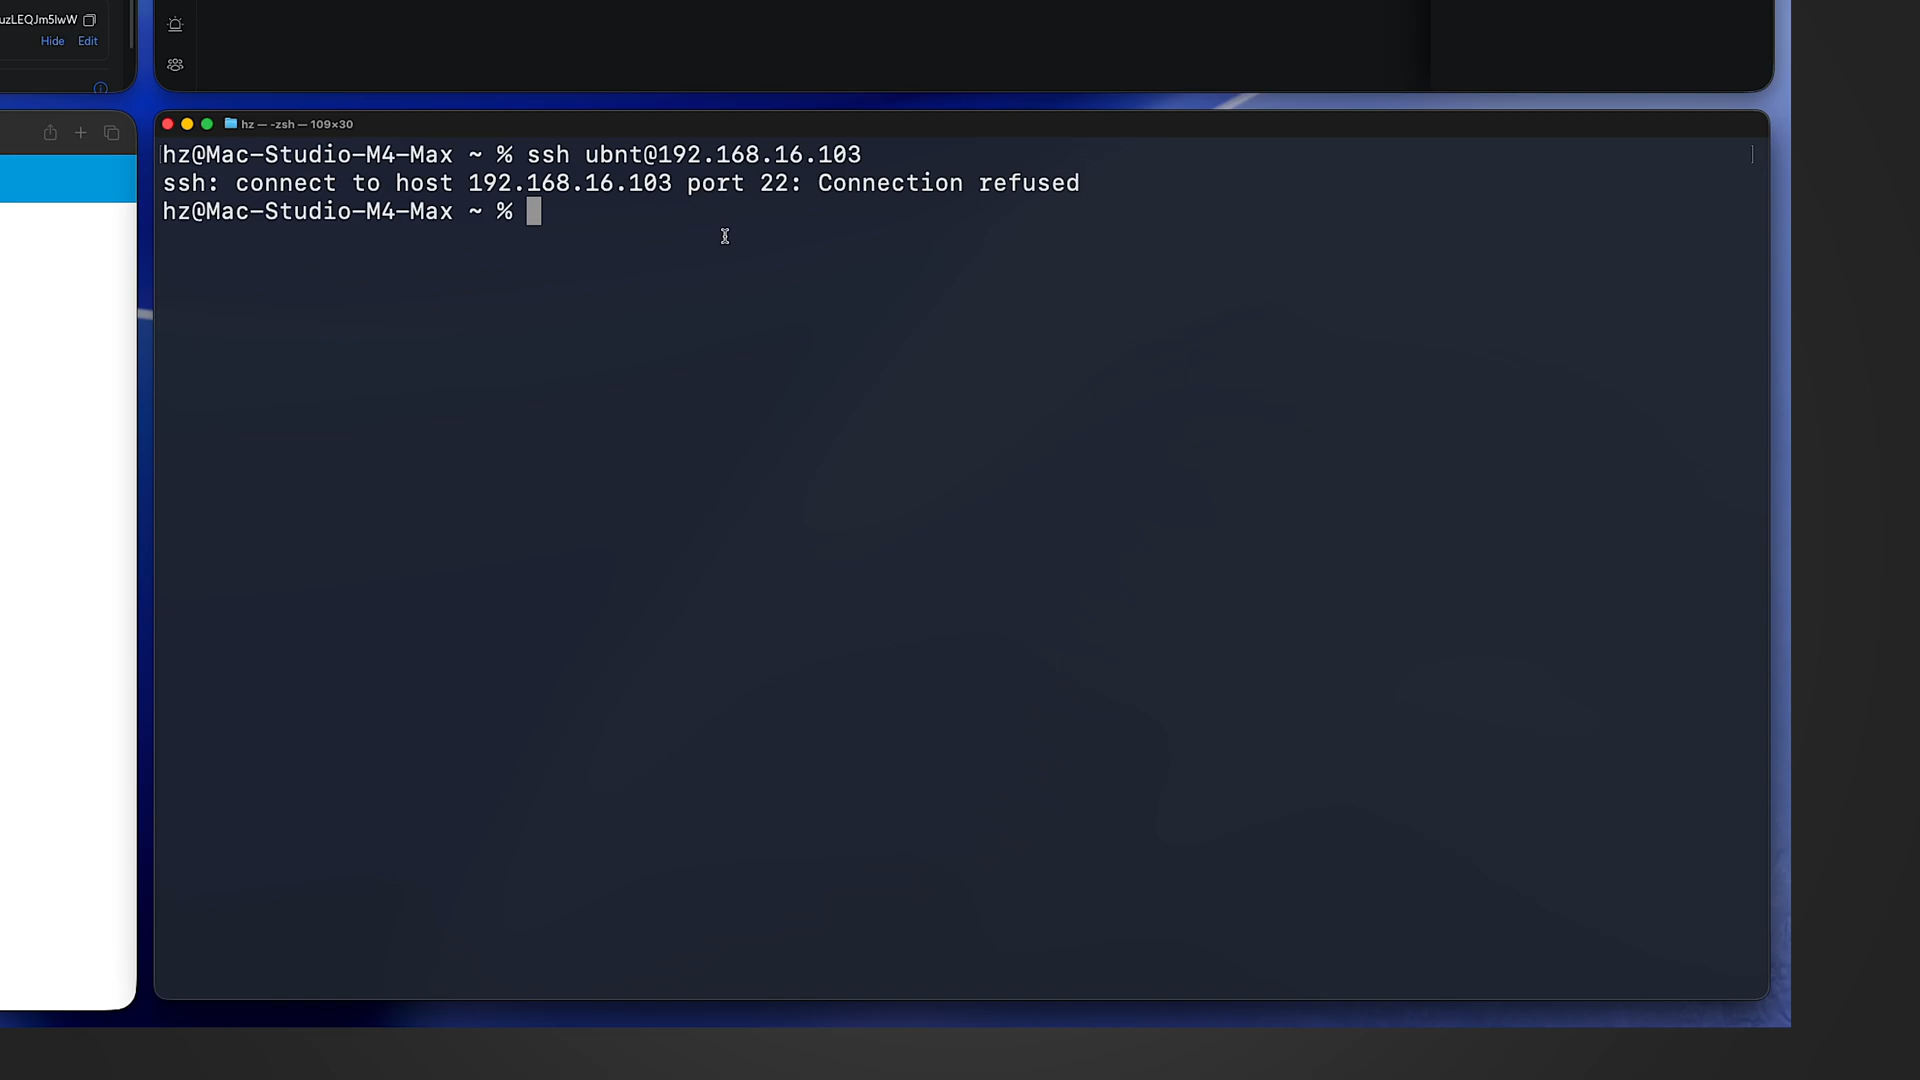 uzLEQJm5lwW
Hide Edit
hz — -zsh — 109×30
hz@Mac-Studio-M4-Max ~ % ssh ubnt@192.168.16.103
ssh: connect to host 192.168.16.103 port 22: Connection refused
hz@Mac-Studio-M4-Max ~ %